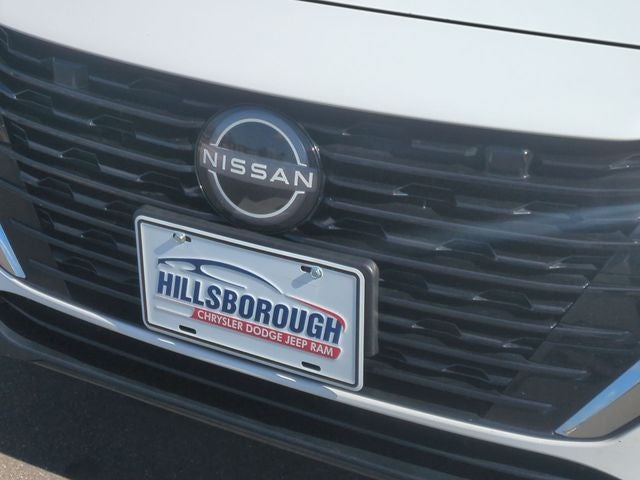 NISSAN
HILLSBOROUGH
CHRYSLER DODGE JEEP RAM